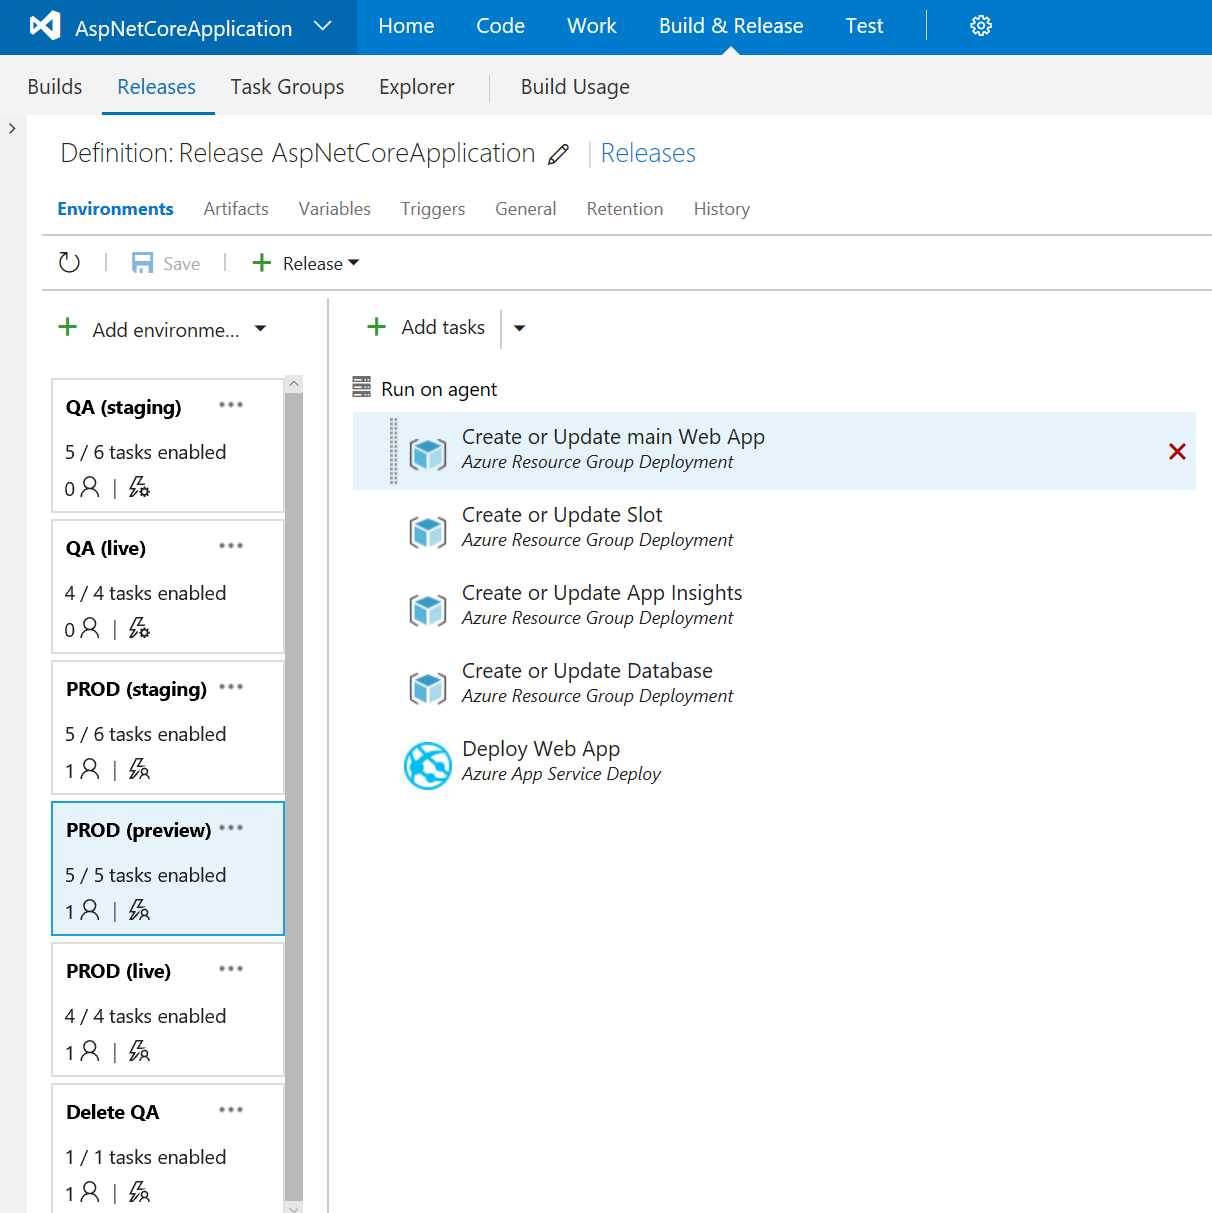 AspNetCoreApplication Home Code Work Build & Release Test
Builds Releases Task Groups Explorer Build Usage
Definition: Release AspNetCoreApplication Releases
Environments Artifacts Variables Triggers General Retention History
Save Release
Add environme...
QA (staging)
5 / 6 tasks enabled
0
QA (live)
4 / 4 tasks enabled
0
PROD (staging)
5 / 6 tasks enabled
1
PROD (preview)
5 / 5 tasks enabled
1
PROD (live)
4 / 4 tasks enabled
1
Delete QA
1 / 1 tasks enabled
1
Add tasks
Run on agent
Create or Update main Web App
Azure Resource Group Deployment
Create or Update Slot
Azure Resource Group Deployment
Create or Update App Insights
Azure Resource Group Deployment
Create or Update Database
Azure Resource Group Deployment
Deploy Web App
Azure App Service Deploy